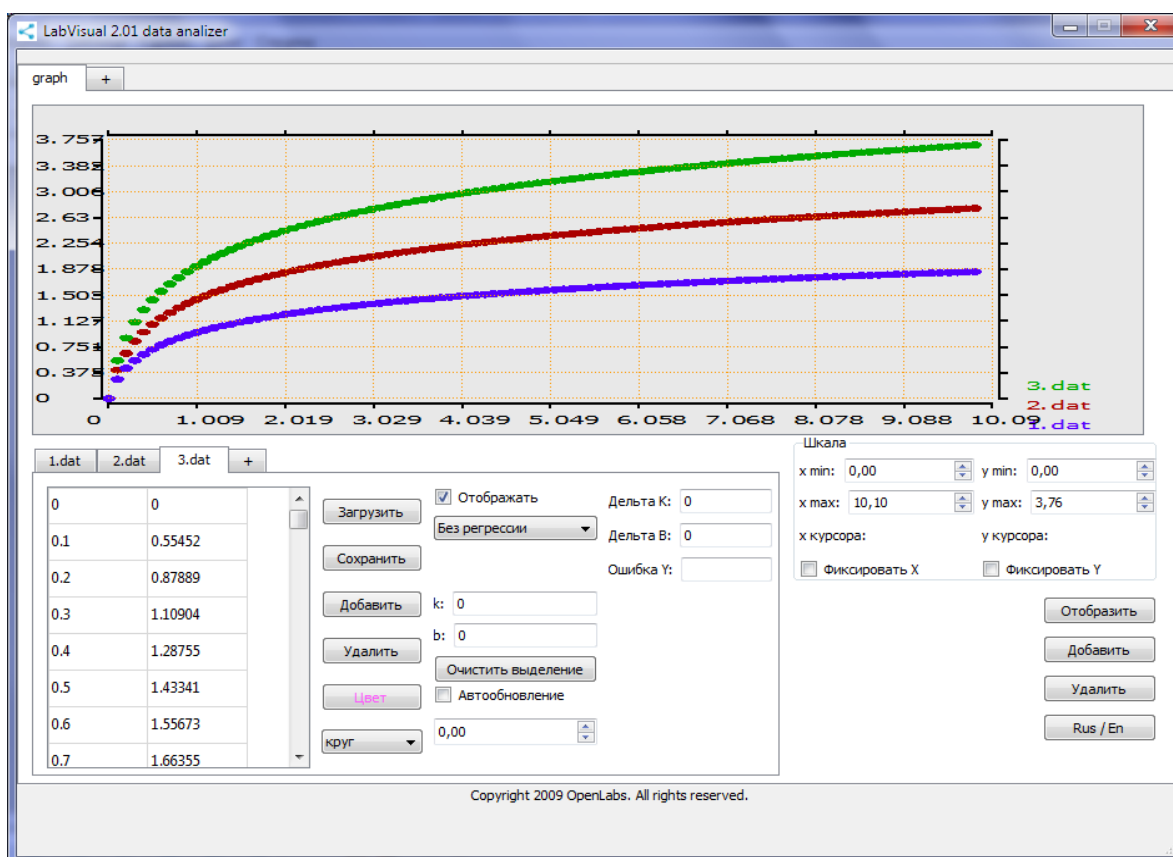 LabVisual 2.01 data analizer
graph +
3.757
3.382
3.006
2.63
2.254
1.878
1.503
1.127
0.751
0.375
0
0 1.009 2.019 3.029 4.039 5.049 6.058 7.068 8.078 9.088 10.09
3.dat
2.dat
1.dat
1.dat 2.dat 3.dat +
0 0
0.1 0.55452
0.2 0.87889
0.3 1.10904
0.4 1.28755
0.5 1.43341
0.6 1.55673
0.7 1.66355
Загрузить
Сохранить
Добавить
Удалить
Цвет
круг
Отображать
Без регрессии
k: 0
b: 0
Очистить выделение
Автообновление
0,00
Дельта К: 0
Дельта В: 0
Ошибка Y:
Шкала
x min: 0,00 y min: 0,00
x max: 10,10 y max: 3,76
x курсора: y курсора:
Фиксировать X Фиксировать Y
Отобразить
Добавить
Удалить
Rus / En
Copyright 2009 OpenLabs. All rights reserved.